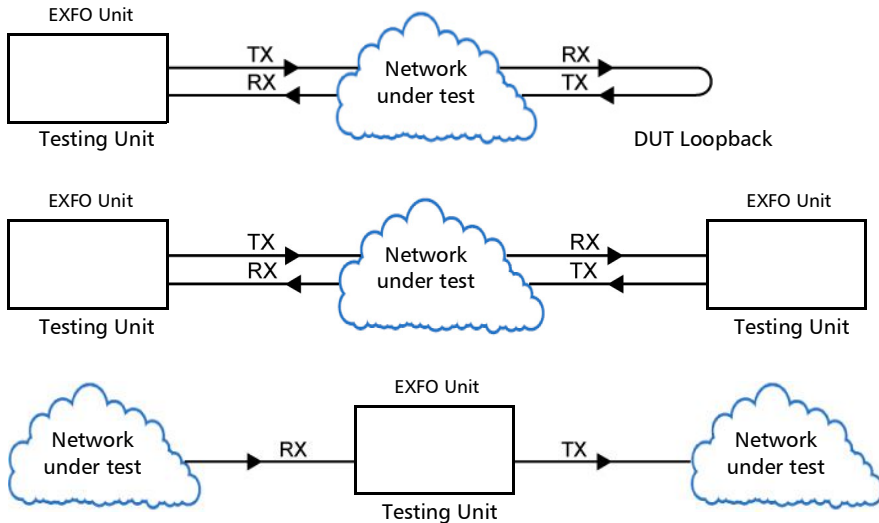 EXFO Unit
TX
RX
Network
under test
RX
TX
Testing Unit
DUT Loopback
EXFO Unit
EXFO Unit
TX
RX
Network
under test
RX
TX
Testing Unit
Testing Unit
EXFO Unit
Network
under test
RX
TX
Network
under test
Testing Unit